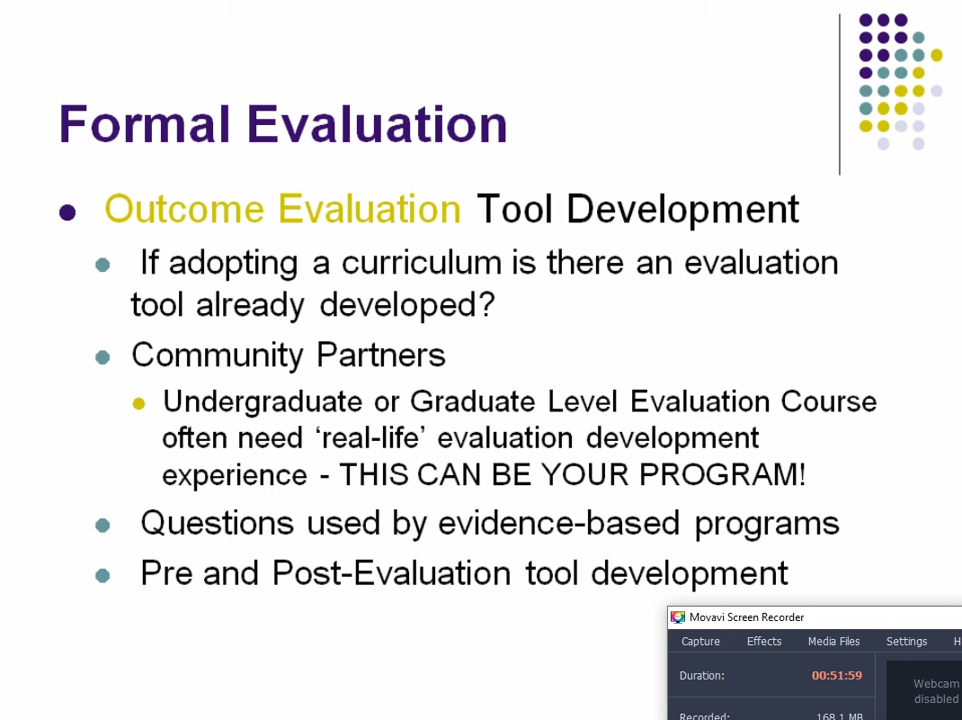 Formal Evaluation
Outcome Evaluation Tool Development
If adopting a curriculum is there an evaluation
tool already developed?
Community Partners
Undergraduate or Graduate Level Evaluation Course
often need ‘real-life’ evaluation development
experience - THIS CAN BE YOUR PROGRAM!
Questions used by evidence-based programs
Pre and Post-Evaluation tool development
Movavi Screen Recorder
Capture Effects Media Files Settings
Duration: 00:51:59
Webcam
disabled
Recorded: 168.1 MB